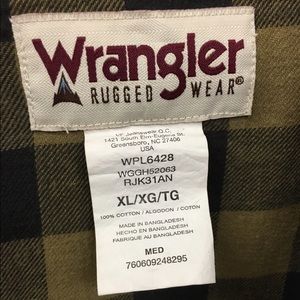 Wrangler
RUGGED WEAR®
Jeanswear Q.C.
1421 South Elm-Eugene St.
Greensboro, NC 27406
USA
WPL6428
WGGH52063
RJK31AN
XL/XG/TG
100% COTTON / ALGODON / COTON
MADE IN BANGLADESH
HECHO EN BANGLADESH
FABRIQUE AU BANGLADESH
MED
760609248295